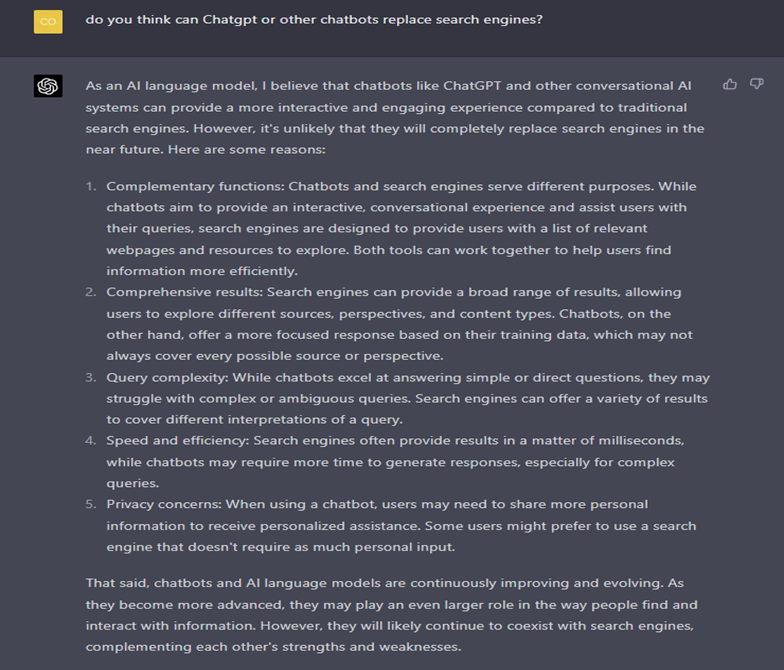 CO
do you think can Chatgpt or other chatbots replace search engines?
As an AI language model, I believe that chatbots like ChatGPT and other conversational AI
systems can provide a more interactive and engaging experience compared to traditional
search engines. However, it's unlikely that they will completely replace search engines in the
near future. Here are some reasons:
1. Complementary functions: Chatbots and search engines serve different purposes. While
chatbots aim to provide an interactive, conversational experience and assist users with
their queries, search engines are designed to provide users with a list of relevant
webpages and resources to explore. Both tools can work together to help users find
information more efficiently.
2. Comprehensive results: Search engines can provide a broad range of results, allowing
users to explore different sources, perspectives, and content types. Chatbots, on the
other hand, offer a more focused response based on their training data, which may not
always cover every possible source or perspective.
3. Query complexity: While chatbots excel at answering simple or direct questions, they may
struggle with complex or ambiguous queries. Search engines can offer a variety of results
to cover different interpretations of a query.
4. Speed and efficiency: Search engines often provide results in a matter of milliseconds,
while chatbots may require more time to generate responses, especially for complex
queries.
5. Privacy concerns: When using a chatbot, users may need to share more personal
information to receive personalized assistance. Some users might prefer to use a search
engine that doesn't require as much personal input.
That said, chatbots and AI language models are continuously improving and evolving. As
they become more advanced, they may play an even larger role in the way people find and
interact with information. However, they will likely continue to coexist with search engines,
complementing each other's strengths and weaknesses.